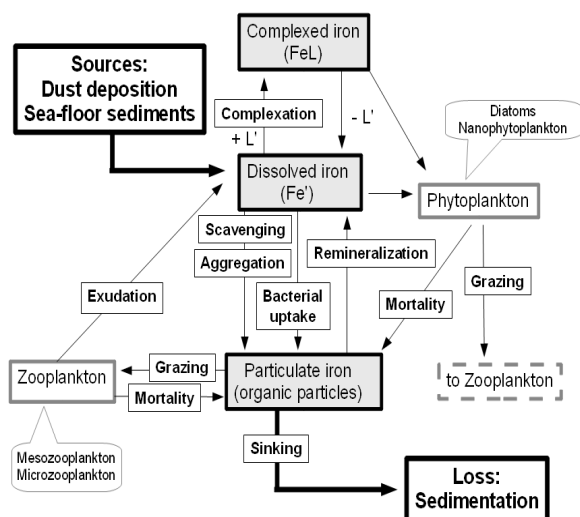 Complexed iron
(FeL)
Sources:
Dust deposition
Sea-floor sediments
Complexation
+ L'
- L'
Diatoms
Nanophytoplankton
Dissolved iron
(Fe')
Phytoplankton
Scavenging
Aggregation
Remineralization
Exudation
Bacterial
uptake
Mortality
Grazing
Zooplankton
Grazing
Mortality
Particulate iron
(organic particles)
to Zooplankton
Mesozooplankton
Microzooplankton
Sinking
Loss:
Sedimentation